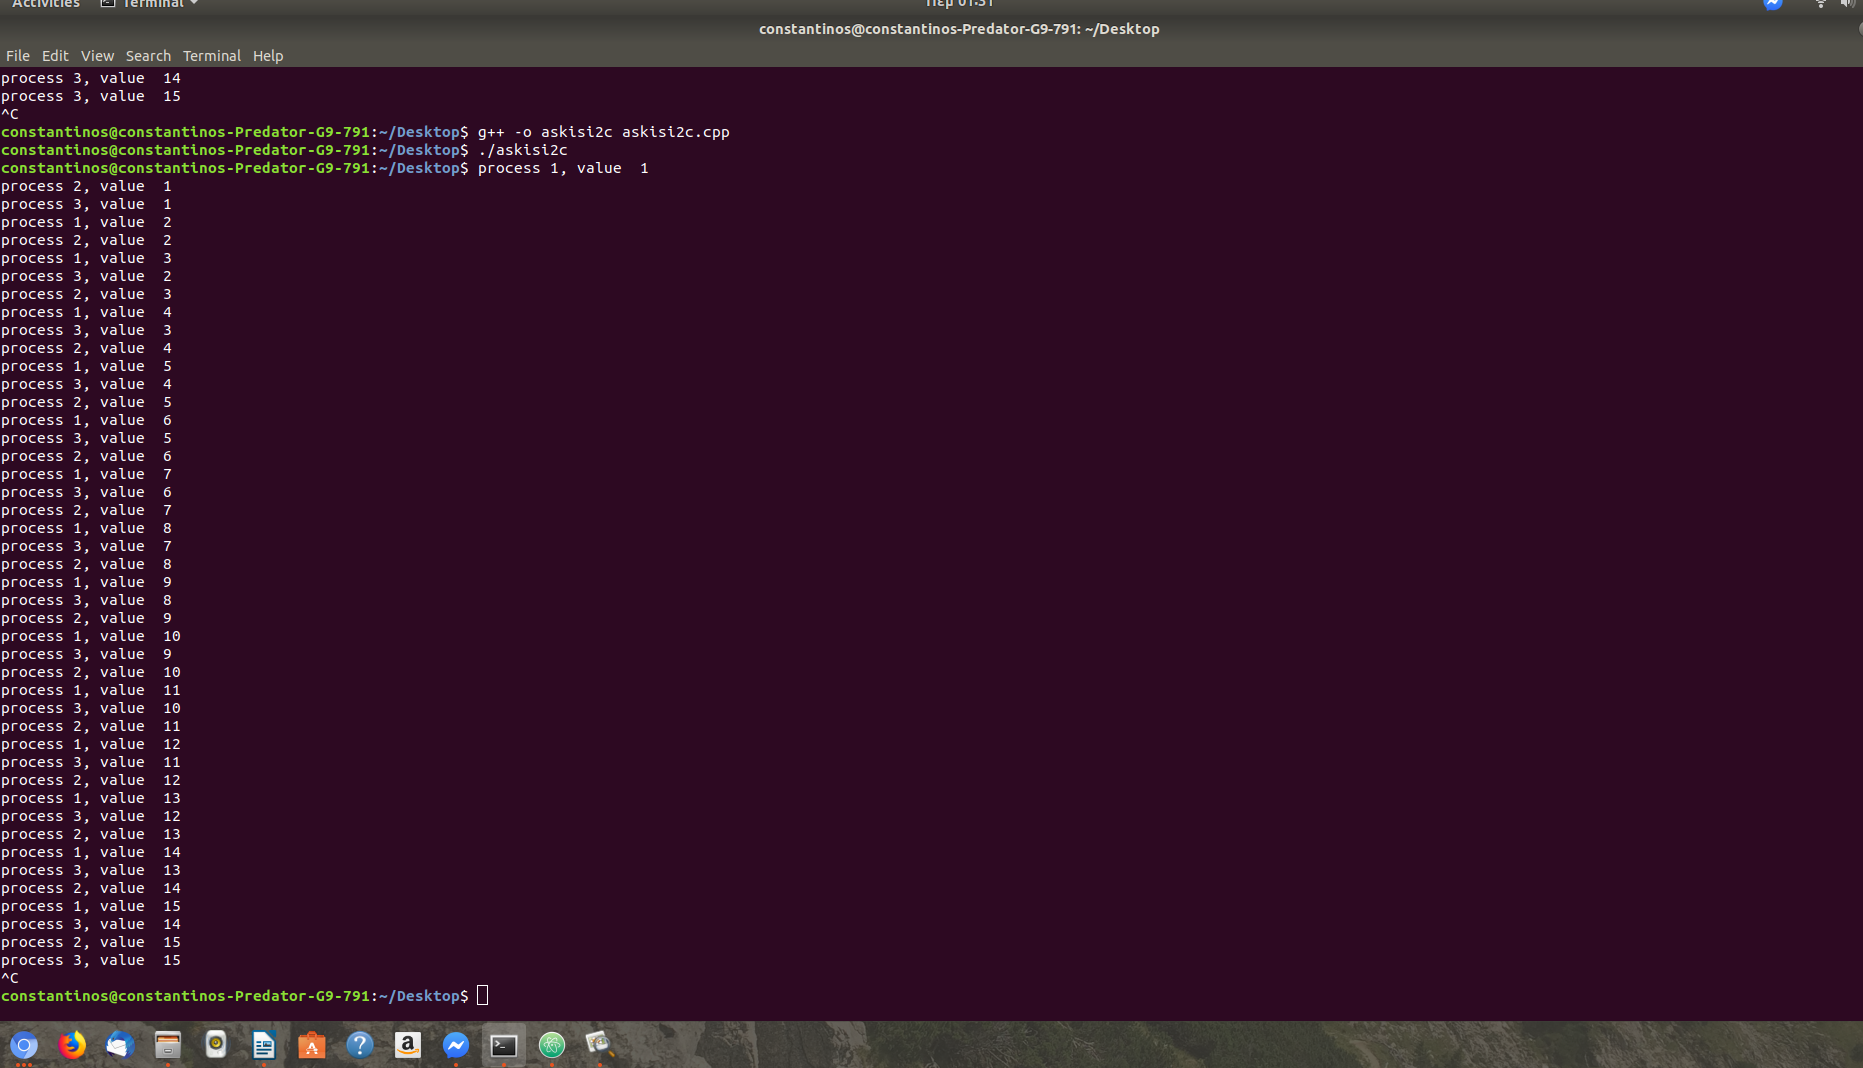 Activities Terminal
Περ 01:31
constantinos@constantinos-Predator-G9-791: ~/Desktop
File Edit View Search Terminal Help
process 3, value  14
process 3, value  15
^C
constantinos@constantinos-Predator-G9-791:~/Desktop$ g++ -o askisi2c askisi2c.cpp
constantinos@constantinos-Predator-G9-791:~/Desktop$ ./askisi2c
constantinos@constantinos-Predator-G9-791:~/Desktop$ process 1, value  1
process 2, value  1
process 3, value  1
process 1, value  2
process 2, value  2
process 1, value  3
process 3, value  2
process 2, value  3
process 1, value  4
process 3, value  3
process 2, value  4
process 1, value  5
process 3, value  4
process 2, value  5
process 1, value  6
process 3, value  5
process 2, value  6
process 1, value  7
process 3, value  6
process 2, value  7
process 1, value  8
process 3, value  7
process 2, value  8
process 1, value  9
process 3, value  8
process 2, value  9
process 1, value  10
process 3, value  9
process 2, value  10
process 1, value  11
process 3, value  10
process 2, value  11
process 1, value  12
process 3, value  11
process 2, value  12
process 1, value  13
process 3, value  12
process 2, value  13
process 1, value  14
process 3, value  13
process 2, value  14
process 1, value  15
process 3, value  14
process 2, value  15
process 3, value  15
^C
constantinos@constantinos-Predator-G9-791:~/Desktop$